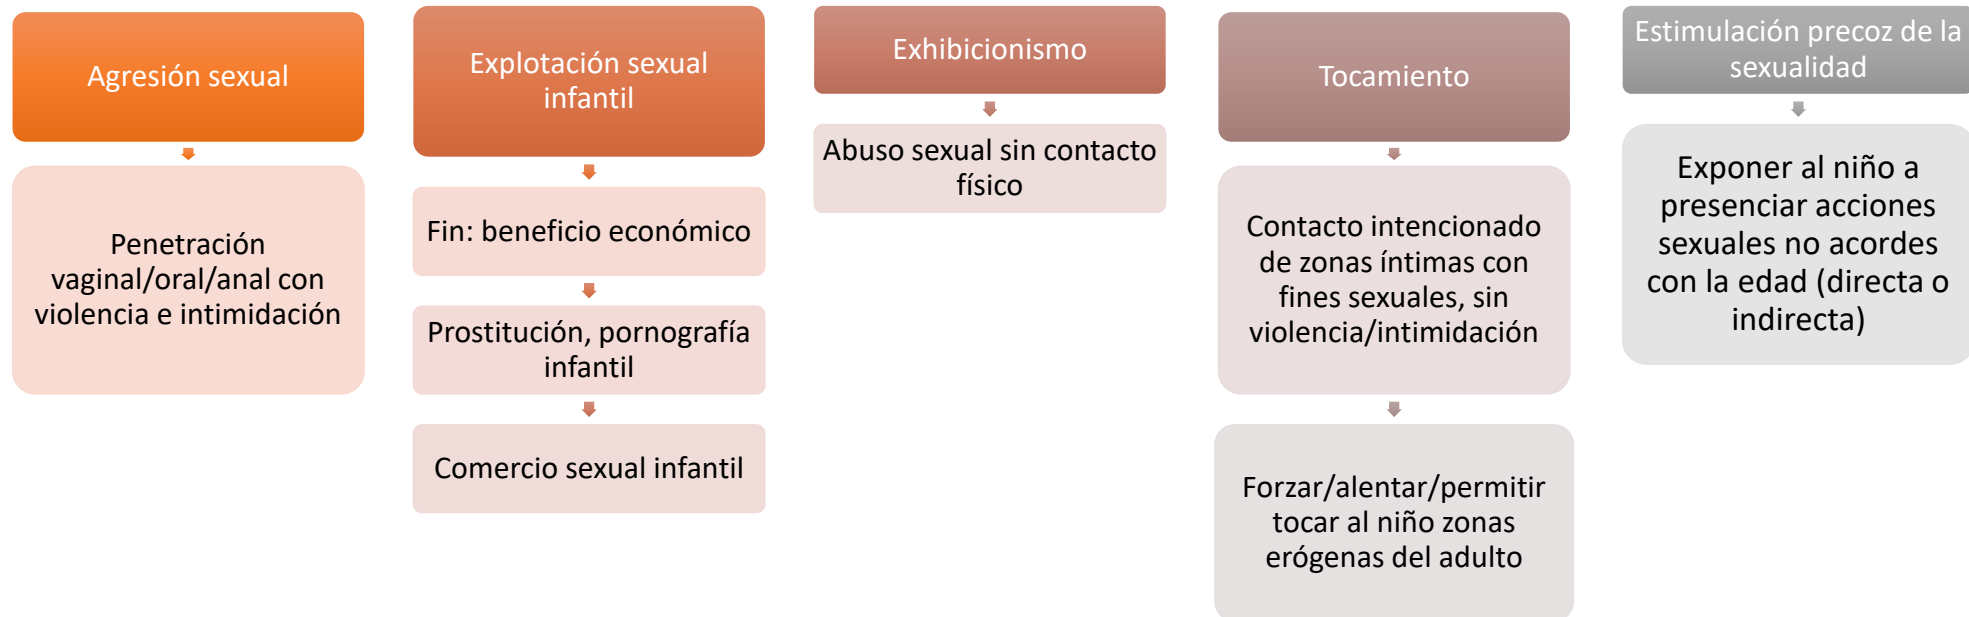 Agresión sexual
Penetración
vaginal/oral/anal con
violencia e intimidación
Explotación sexual
infantil
Fin: beneficio económico
Prostitución, pornografía
infantil
Comercio sexual infantil
Exhibicionismo
Abuso sexual sin contacto
físico
Tocamiento
Contacto intencionado
de zonas íntimas con
fines sexuales, sin
violencia/intimidación
Forzar/alentar/permitir
tocar al niño zonas
erógenas del adulto
Estimulación precoz de la
sexualidad
Exponer al niño a
presenciar acciones
sexuales no acordes
con la edad (directa o
indirecta)